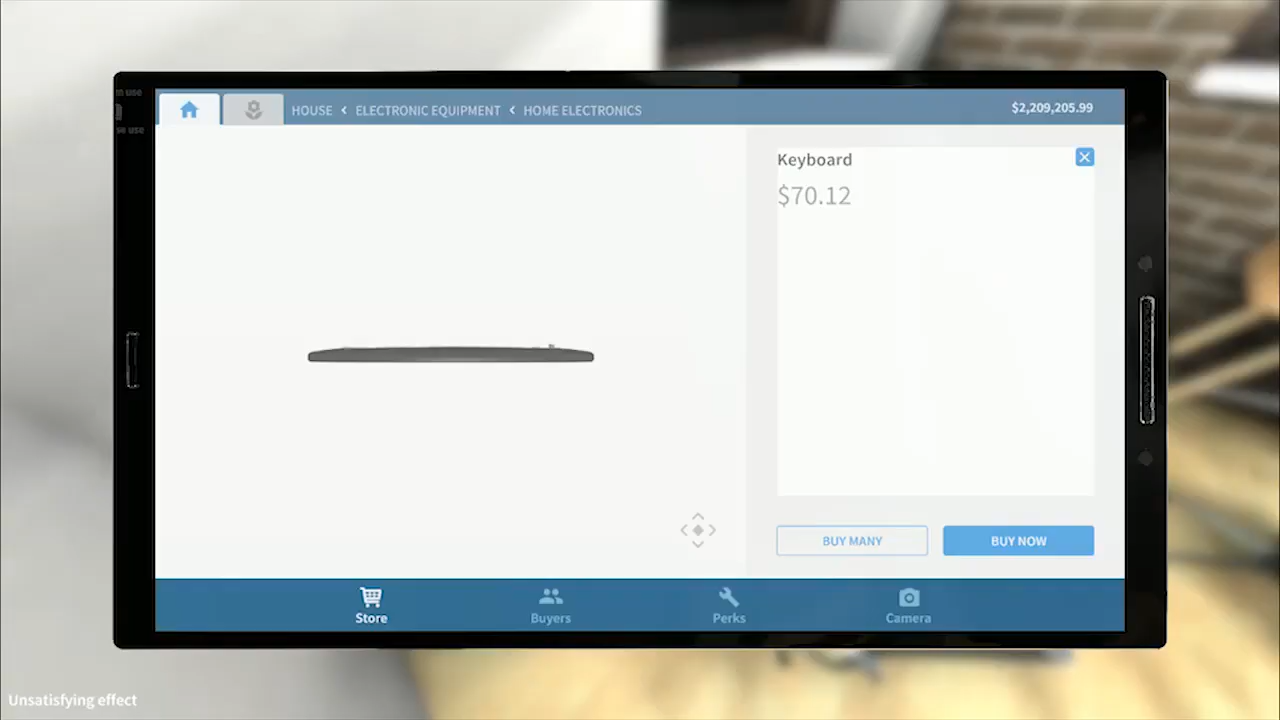 HOUSE < ELECTRONIC EQUIPMENT < HOME ELECTRONICS
$2,209,205.99
Keyboard
$70.12
BUY MANY
BUY NOW
Store
Buyers
Perks
Camera
Unsatisfying effect